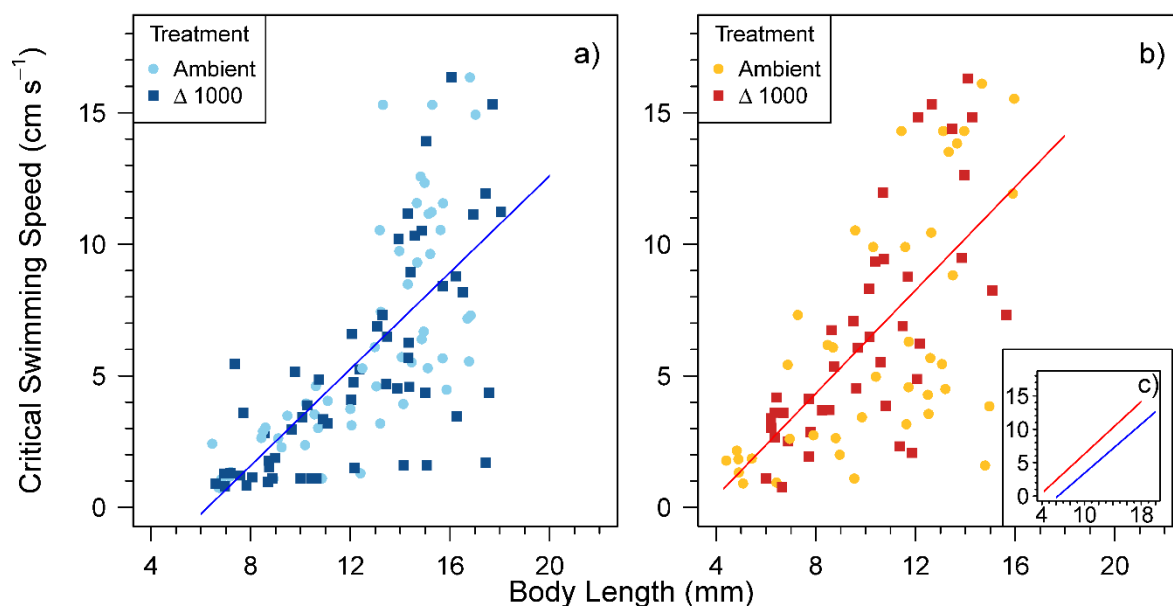 Critical Swimming Speed (cm s⁻¹)
Treatment
Ambient
Δ 1000
a)
15
10
5
0
4
8
12
16
20
Treatment
Ambient
Δ 1000
b)
15
10
5
0
4
8
12
16
20
c)
15
10
5
0
4
10
18
Body Length (mm)